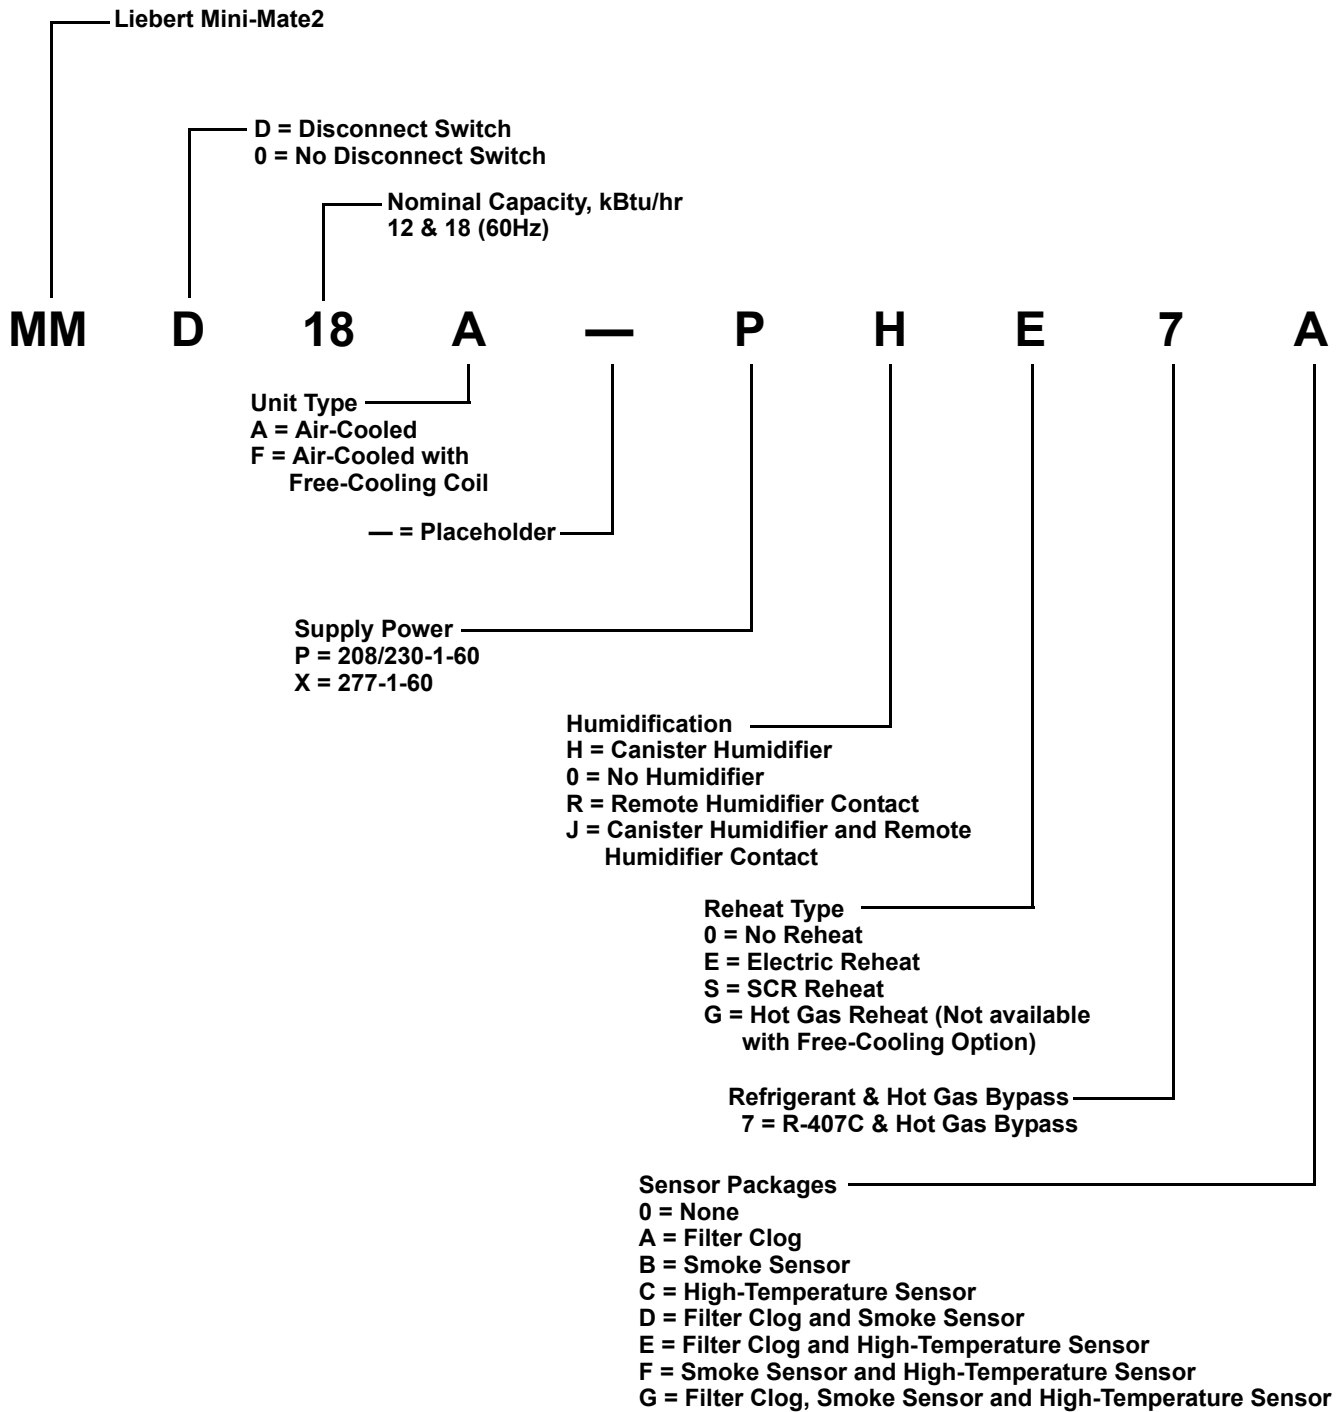 Liebert Mini-Mate2
D = Disconnect Switch
0 = No Disconnect Switch
Nominal Capacity, kBtu/hr
12 & 18 (60Hz)
MM D 18 A — P H E 7 A
Unit Type
A = Air-Cooled
F = Air-Cooled with
Free-Cooling Coil
— = Placeholder
Supply Power
P = 208/230-1-60
X = 277-1-60
Humidification
H = Canister Humidifier
0 = No Humidifier
R = Remote Humidifier Contact
J = Canister Humidifier and Remote
Humidifier Contact
Reheat Type
0 = No Reheat
E = Electric Reheat
S = SCR Reheat
G = Hot Gas Reheat (Not available
with Free-Cooling Option)
Refrigerant & Hot Gas Bypass
7 = R-407C & Hot Gas Bypass
Sensor Packages
0 = None
A = Filter Clog
B = Smoke Sensor
C = High-Temperature Sensor
D = Filter Clog and Smoke Sensor
E = Filter Clog and High-Temperature Sensor
F = Smoke Sensor and High-Temperature Sensor
G = Filter Clog, Smoke Sensor and High-Temperature Sensor